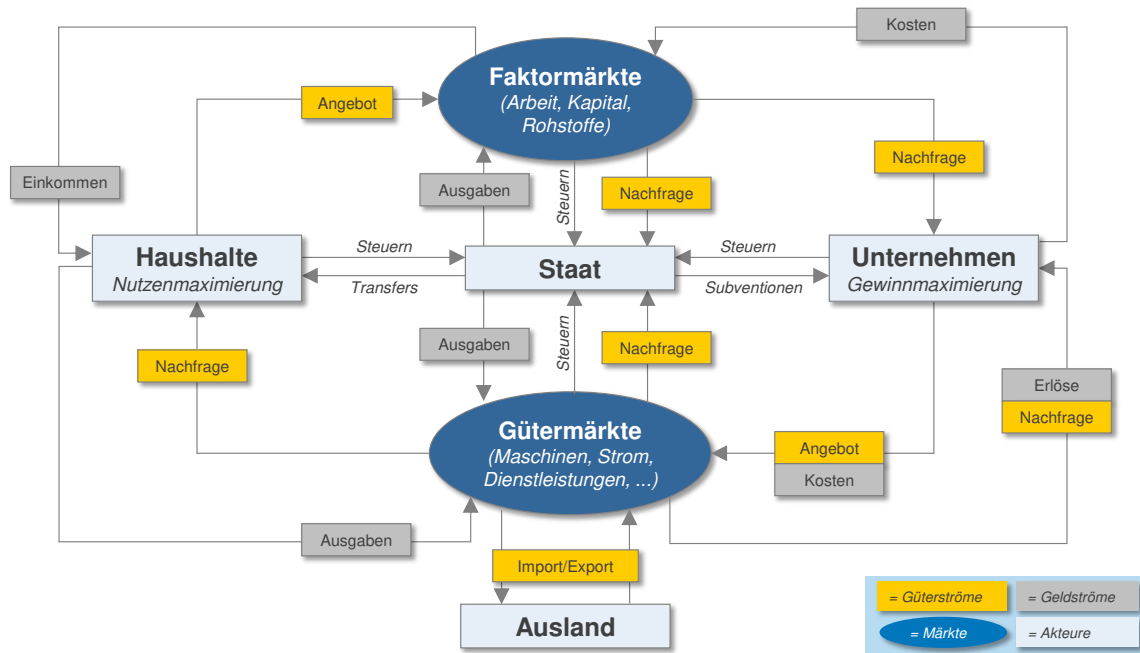 Kosten
Faktormärkte
(Arbeit, Kapital,
Rohstoffe)
Angebot
Nachfrage
Einkommen
Ausgaben
Steuern
Nachfrage
Haushalte
Nutzenmaximierung
Steuern
Transfers
Staat
Steuern
Subventionen
Unternehmen
Gewinnmaximierung
Nachfrage
Ausgaben
Steuern
Nachfrage
Erlöse
Nachfrage
Gütermärkte
(Maschinen, Strom,
Dienstleistungen, ...)
Angebot
Kosten
Ausgaben
Import/Export
Ausland
= Güterströme
= Geldströme
= Märkte
= Akteure